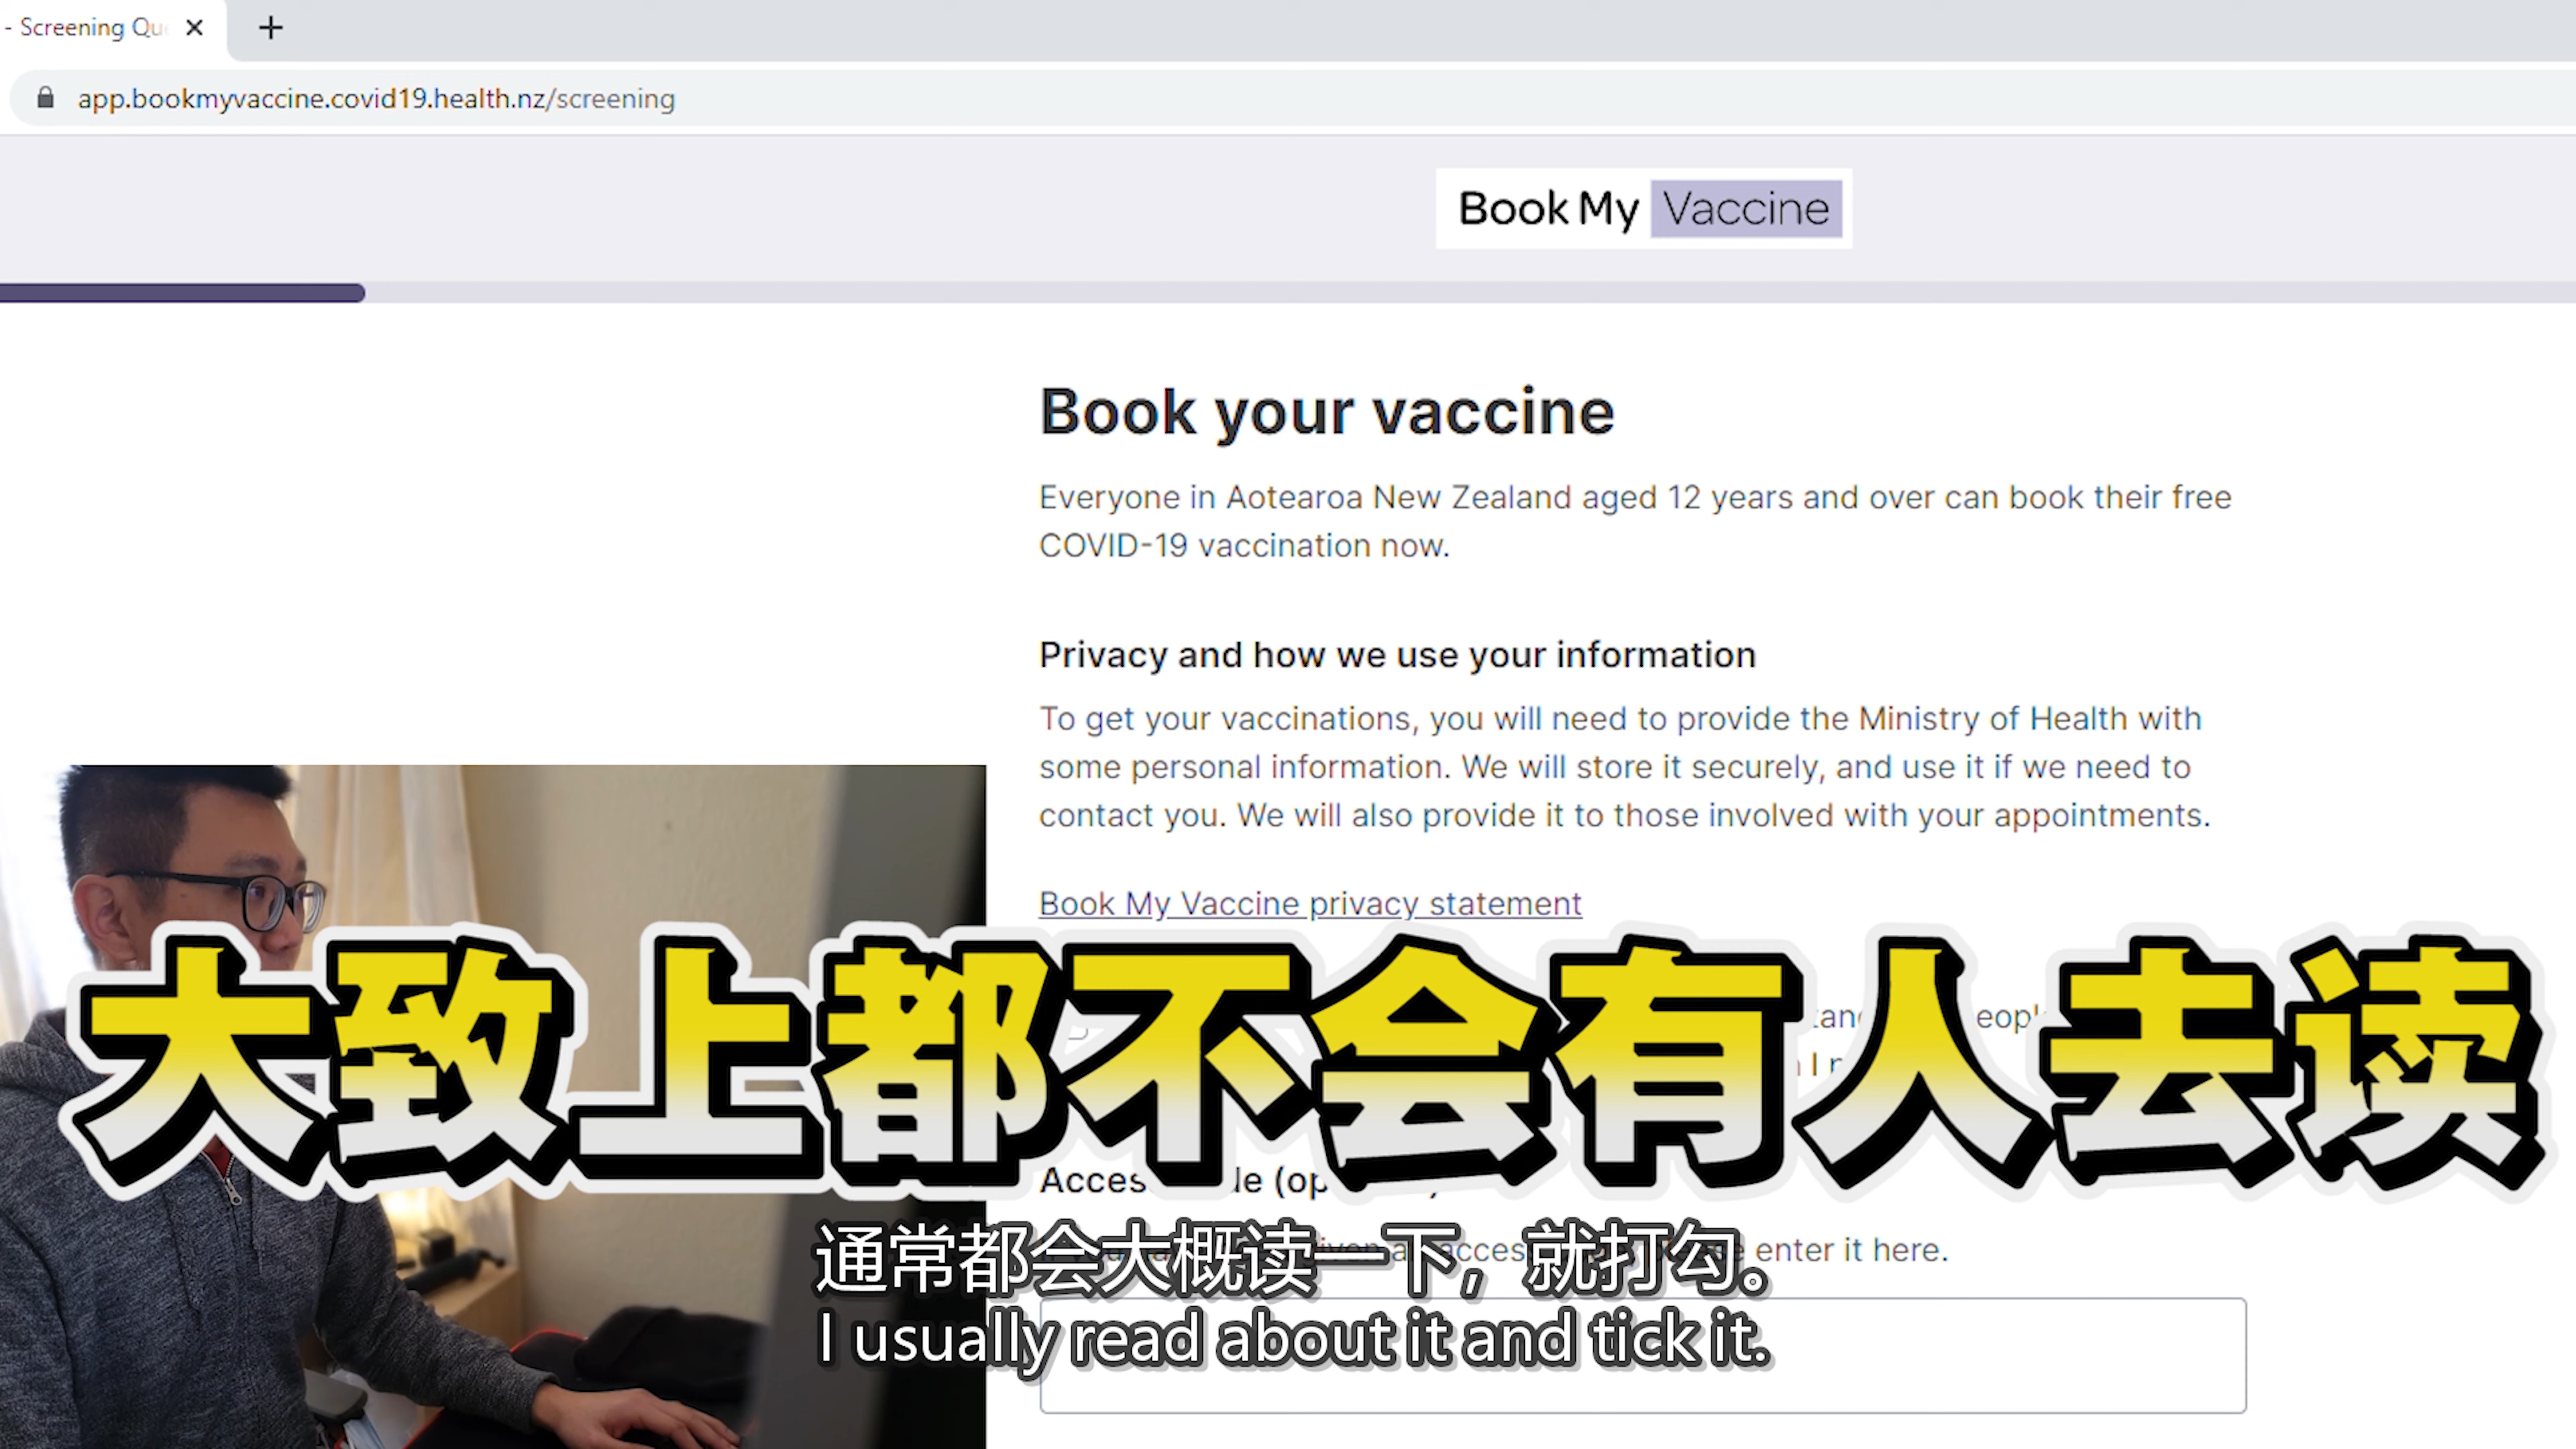 - Screening Qu
app.bookmyvaccine.covid19.health.nz/screening
Book My Vaccine
Book your vaccine
Everyone in Aotearoa New Zealand aged 12 years and over can book their free
COVID-19 vaccination now.
Privacy and how we use your information
To get your vaccinations, you will need to provide the Ministry of Health with
some personal information. We will store it securely, and use it if we need to
contact you. We will also provide it to those involved with your appointments.
Book My Vaccine privacy statement
大致上都不会有人去读
enter it here.
通常都会大概读一下，就打勾。
I usually read about it and tick it.